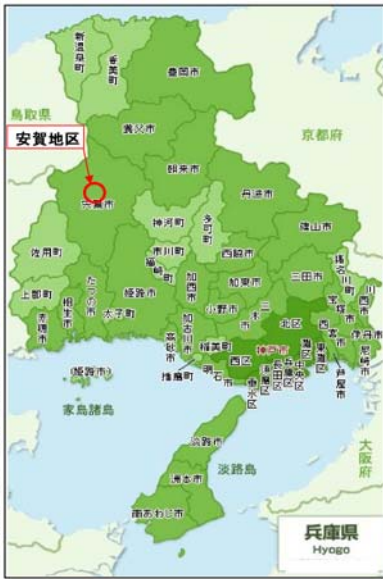 新温泉町
香美町
豊岡市
鳥取県
京都府
養父市
安賀地区
朝来市
宍粟市
丹波市
神河町
多可町
篠山市
佐用町
市川町
西脇市
福崎町
加西市
加東市
三田市
猪名川町
上郡町
たつの市
姫路市
小野市
三木市
川西市
宝塚市
赤穂市
相生市
太子町
加古川市
北区
西宮市
伊丹市
尼崎市
高砂市
稲美町
神戸市
西区
灘区
東灘区
芦屋市
播磨町
明石市
垂水区
須磨区
長田区
兵庫区
中央区
(姫路市)
家島諸島
大阪府
淡路市
淡路島
洲本市
南あわじ市
兵庫県
Hyogo